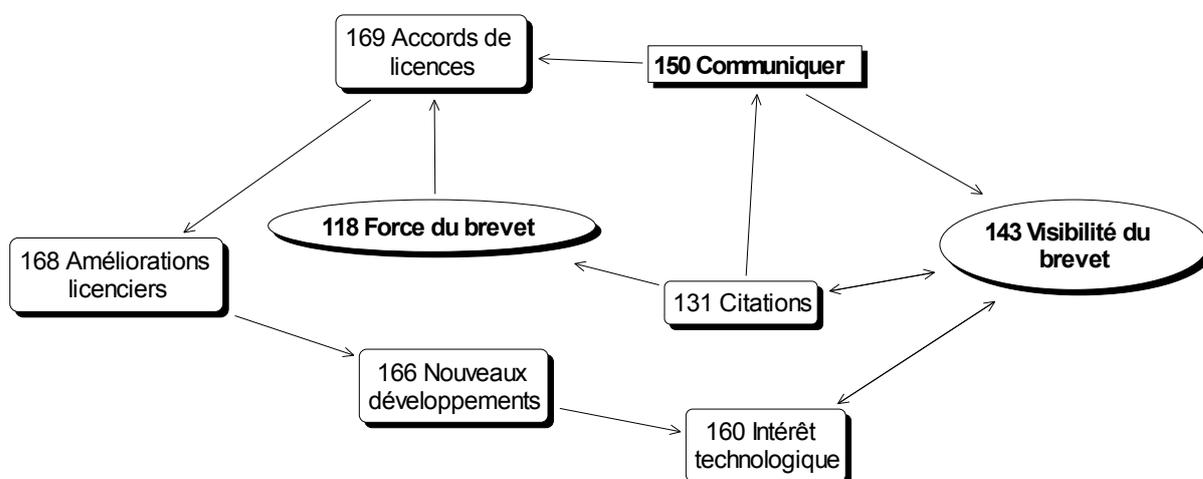 169 Accords de
licences
150 Communiquer
118 Force du brevet
143 Visibilité du
brevet
168 Améliorations
licenciers
131 Citations
166 Nouveaux
développements
160 Intérêt
technologique